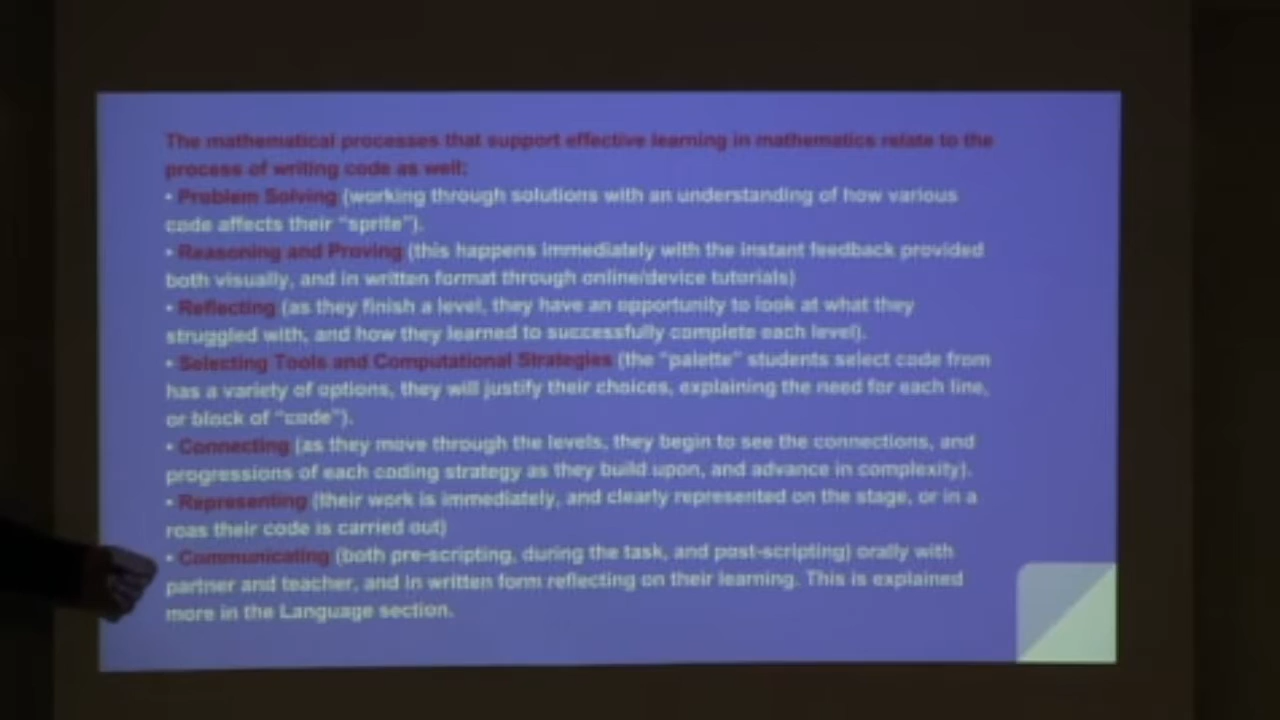 The mathematical processes that support effective learning in mathematics relate to the
process of writing code as well:
• Problem Solving (working through solutions with an understanding of how various
code affects their “sprite”).
• Reasoning and Proving (this happens immediately with the instant feedback provided
both visually, and in written format through online/device tutorials)
• Reflecting (as they finish a level, they have an opportunity to look at what they
struggled with, and how they learned to successfully complete each level).
• Selecting Tools and Computational Strategies (the “palette” students select code from
has a variety of options, they will justify their choices, explaining the need for each line,
or block of “code”).
• Connecting (as they move through the levels, they begin to see the connections, and
progressions of each coding strategy as they build upon, and advance in complexity).
• Representing (their work is immediately, and clearly represented on the stage, or in a
roas their code is carried out)
• Communicating (both pre-scripting, during the task, and post-scripting) orally with
partner and teacher, and in written form reflecting on their learning. This is explained
more in the Language section.